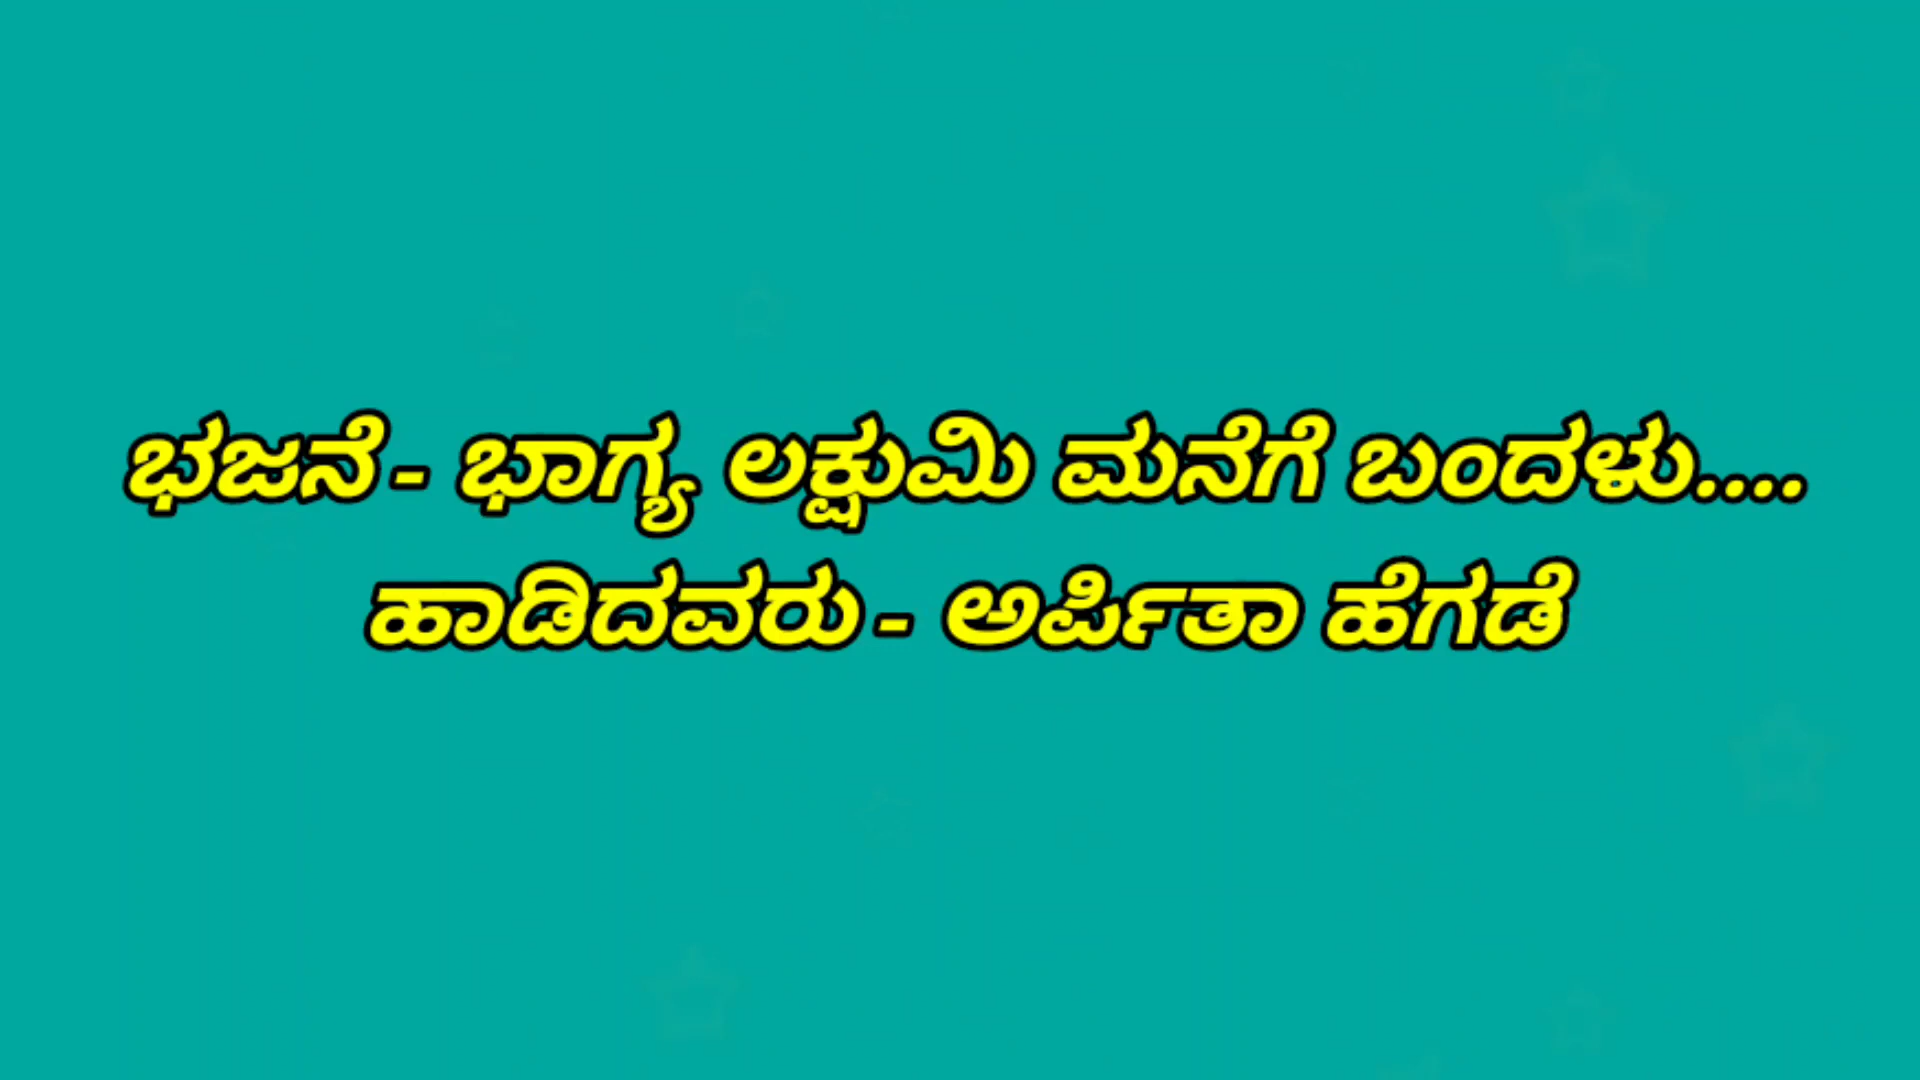 ಭಜನೆ - ಭಾಗ್ಯ ಲಕ್ಷುಮಿ ಮನೆಗೆ ಬಂದಳು....
ಹಾಡಿದವರು - ಅರ್ಪಿತಾ ಹೆಗಡೆ